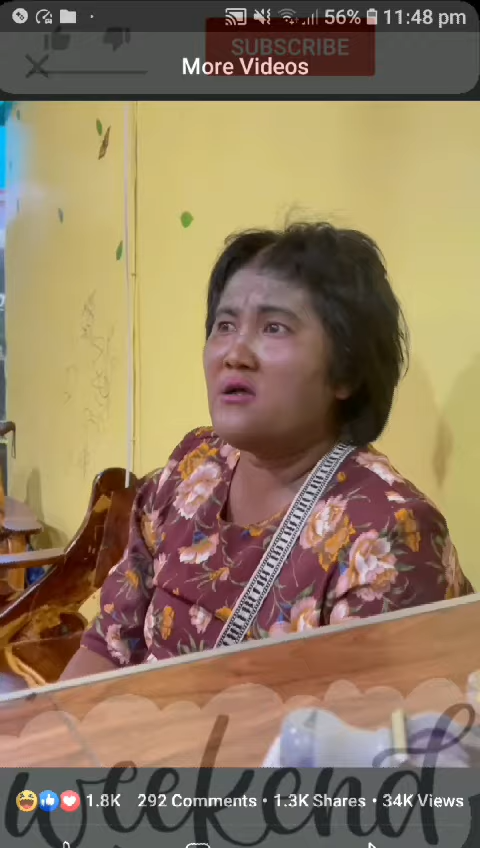 56% 11:48 pm
SUBSCRIBE
More Videos
1.8K 292 Comments • 1.3K Shares • 34K Views
weekend